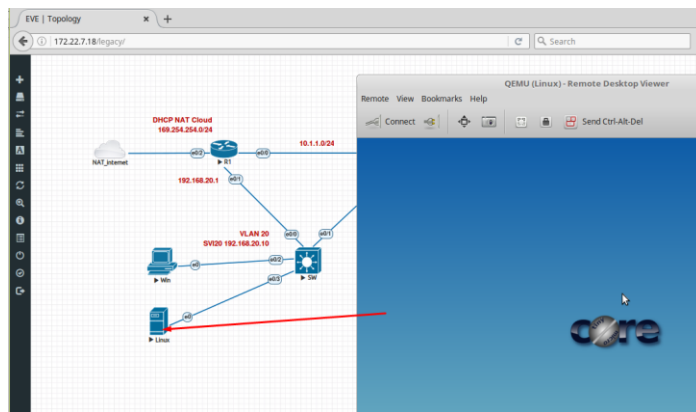 EVE | Topology
172.22.7.18/legacy/
Search
QEMU (Linux) - Remote Desktop Viewer
Remote View Bookmarks Help
Connect
Send Ctrl-Alt-Del
DHCP NAT Cloud
169.254.254.0/24
10.1.1.0/24
e0/2
e0/0
NAT_Internet
R1
192.168.20.1
e0/1
VLAN 20
SVI20 192.168.20.10
e0/0
e0/1
e0/2
e0
Win
SW
e0/3
e0
Linux
core